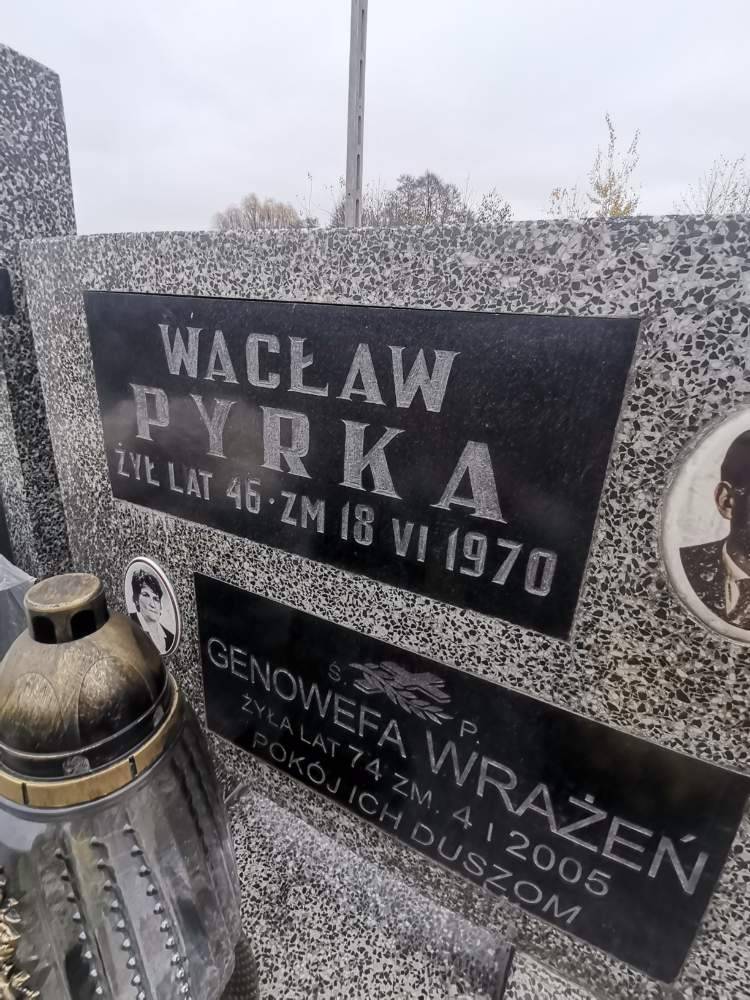 WACŁAW
PYRKA
ŻYŁ LAT 46 · ZM 18 VI 1970
Ś. P.
GENOWEFA WRAŻEŃ
ŻYŁA LAT 74 ZM. 4 I 2005
POKÓJ ICH DUSZOM